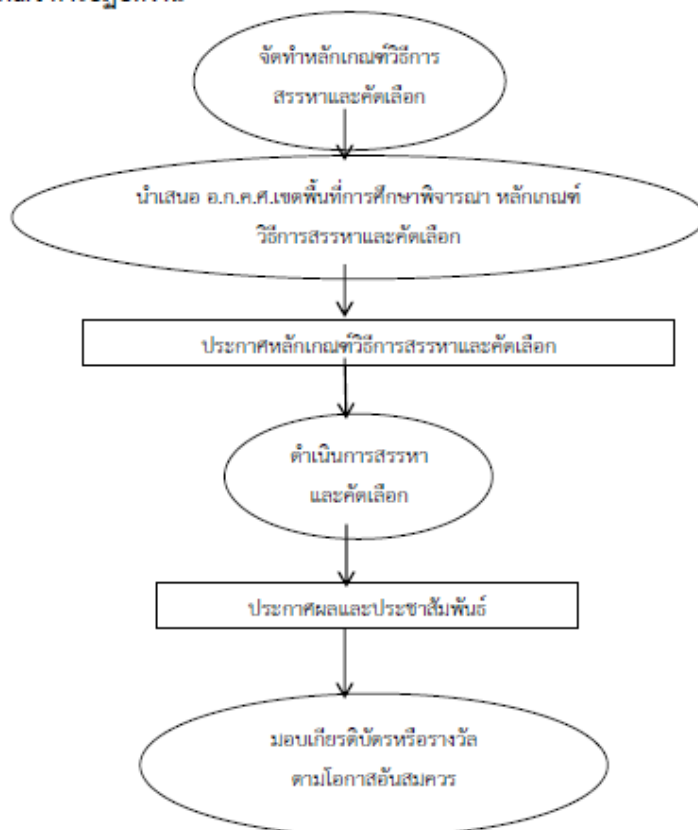 จัดทำหลักเกณฑ์วิธีการ
สรรหาและคัดเลือก
นำเสนอ อ.ก.ค.ศ.เขตพื้นที่การศึกษาพิจารณา หลักเกณฑ์
วิธีการสรรหาและคัดเลือก
ประกาศหลักเกณฑ์วิธีการสรรหาและคัดเลือก
ดำเนินการสรรหา
และคัดเลือก
ประกาศผลและประชาสัมพันธ์
มอบเกียรติบัตรหรือรางวัล
ตามโอกาสอันสมควร